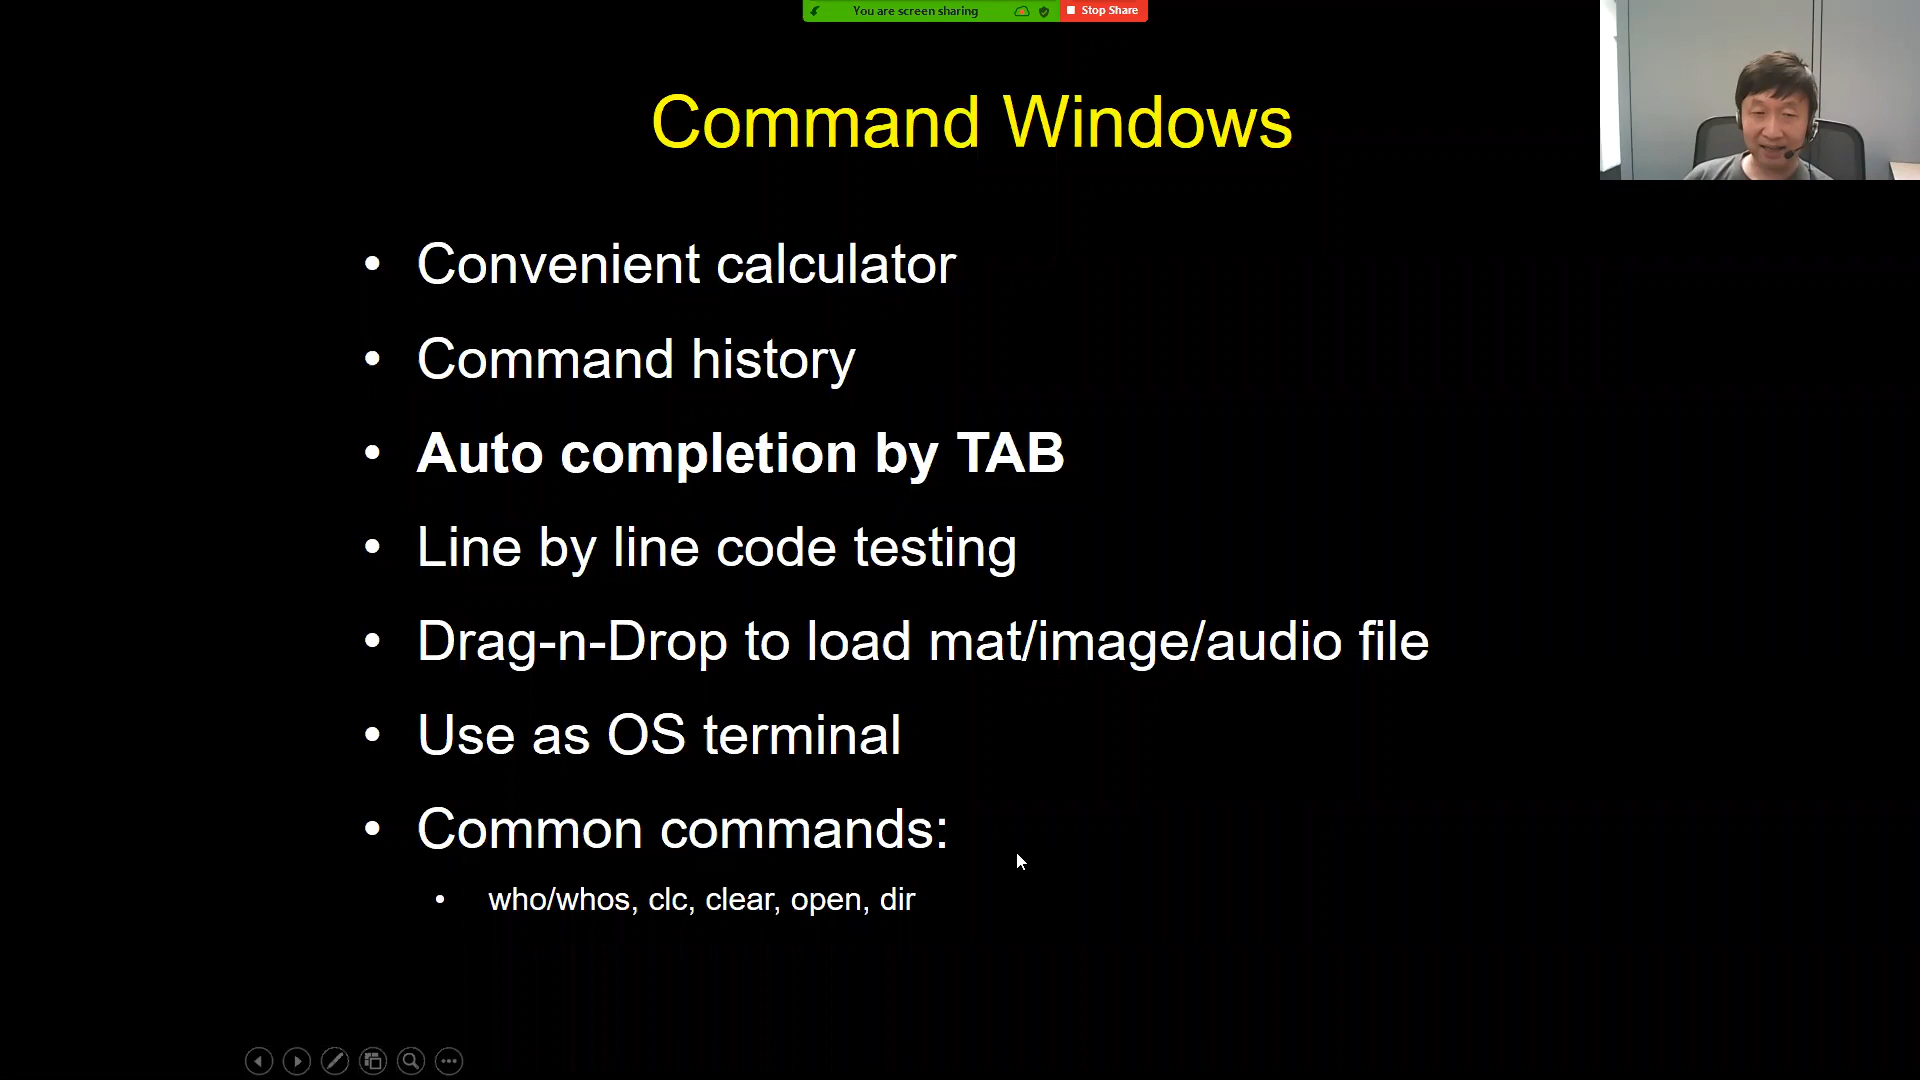 You are screen sharing
Stop Share
Command Windows
• Convenient calculator
• Command history
• Auto completion by TAB
• Line by line code testing
• Drag-n-Drop to load mat/image/audio file
• Use as OS terminal
• Common commands:
• who/whos, clc, clear, open, dir